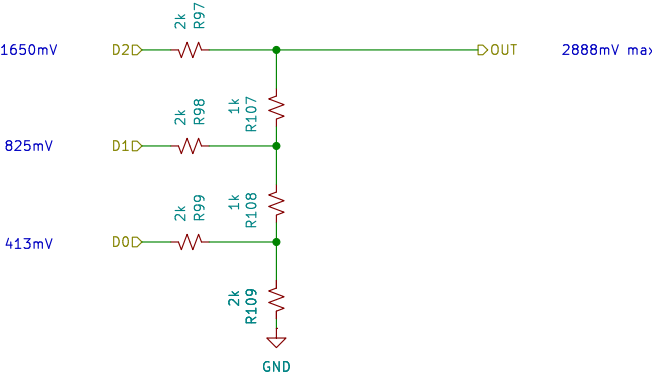 2k
R97
1650mV
D2
OUT
2888mV max
2k
R98
1k
R107
825mV
D1
2k
R99
1k
R108
413mV
D0
2k
R109
GND